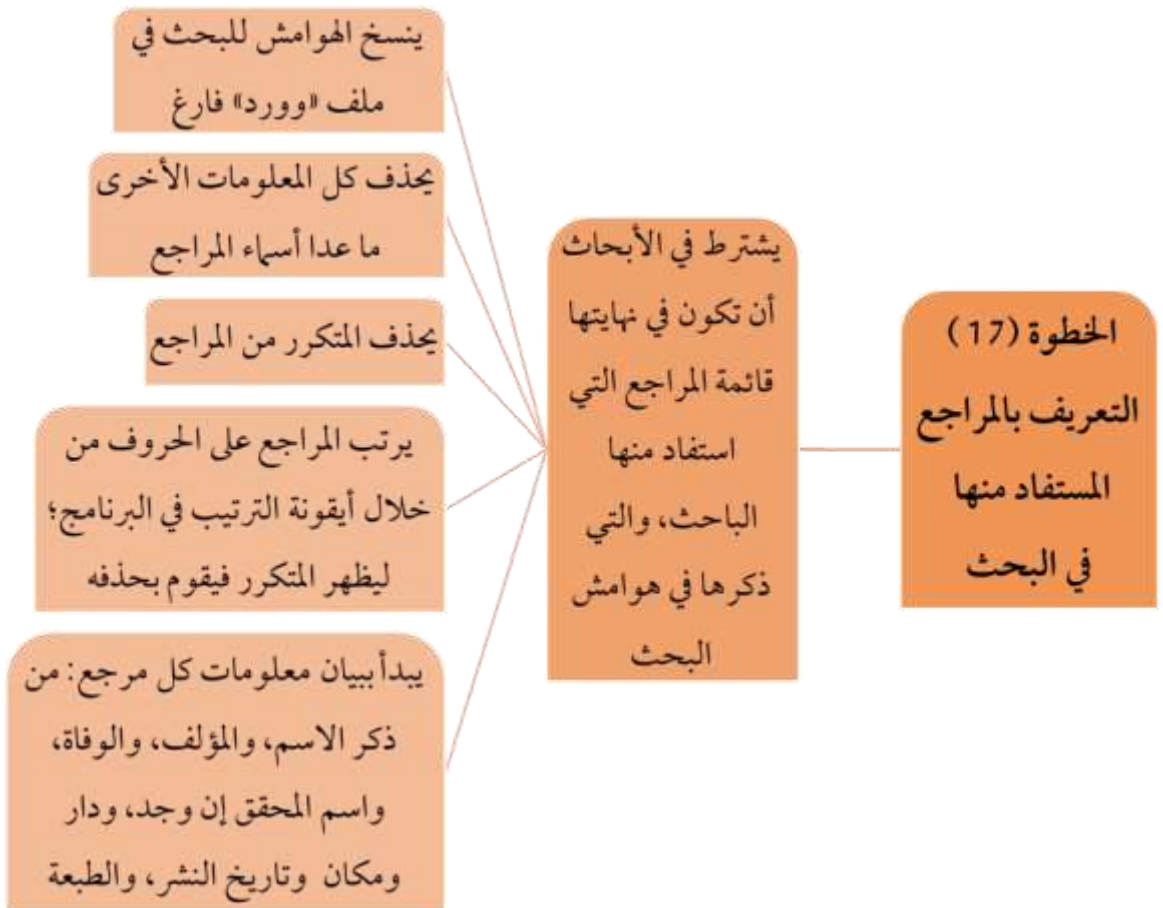 الخطوة (17)
التعريف بالمراجع
المستفاد منها
في البحث
يشترط في الأبحاث
أن تكون في نهايتها
قائمة المراجع التي
استفاد منها
الباحث، والتي
ذكرها في هوامش
البحث
ينسخ الهوامش للبحث في
ملف «وورد» فارغ
يحذف كل المعلومات الأخرى
ما عدا أسماء المراجع
يحذف المتكرر من المراجع
يرتب المراجع على الحروف من
خلال أيقونة الترتيب في البرنامج؛
ليظهر المتكرر فيقوم بحذفه
يبدأ ببيان معلومات كل مرجع: من
ذكر الاسم، والمؤلف، والوفاة،
واسم المحقق إن وجد، ودار
ومكان وتاريخ النشر، والطبعة